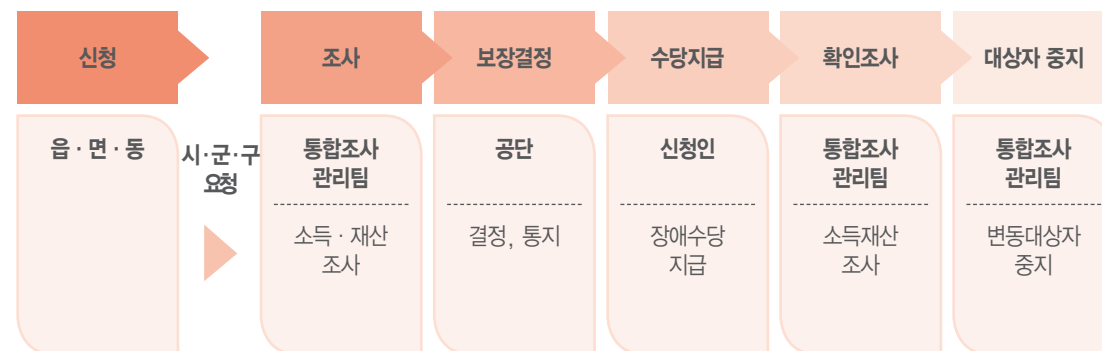 신청
조사
보장결정
수당지급
확인조사
대상자 중지
읍 · 면 · 동
시·군·구
요청
통합조사
관리팀
소득 · 재산
조사
공단
결정, 통지
신청인
장애수당
지급
통합조사
관리팀
소득재산
조사
통합조사
관리팀
변동대상자
중지